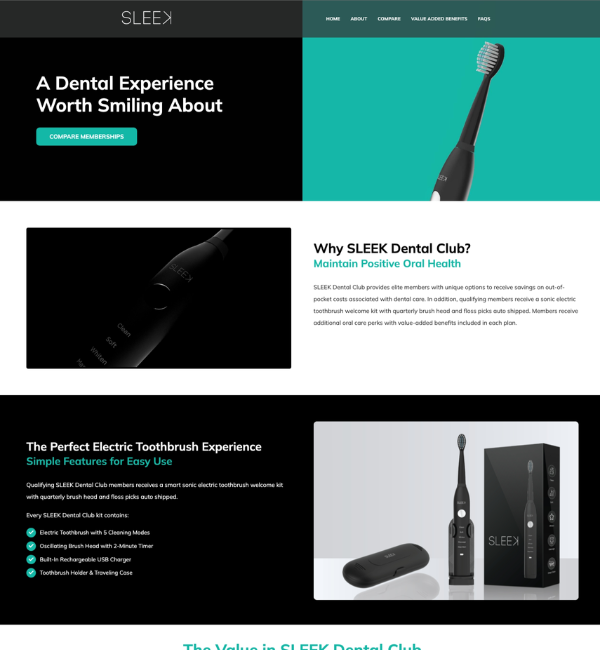 SLEEK
HOME ABOUT COMPARE VALUE ADDED BENEFITS FAQS
A Dental Experience
Worth Smiling About
COMPARE MEMBERSHIPS
SLEEK
Clean
Soft
Whiten
Why SLEEK Dental Club?
Maintain Positive Oral Health
SLEEK Dental Club provides elite members with unique options to receive savings on out-of-
pocket costs associated with dental care. In addition, qualifying members receive a sonic electric
toothbrush welcome kit with quarterly brush head and floss picks auto shipped. Members receive
additional oral care perks with value-added benefits included in each plan.
The Perfect Electric Toothbrush Experience
Simple Features for Easy Use
Qualifying SLEEK Dental Club members receives a smart sonic electric toothbrush welcome kit
with quarterly brush head and floss picks auto shipped.
Every SLEEK Dental Club kit contains:
Electric Toothbrush with 5 Cleaning Modes
Oscillating Brush Head with 2-Minute Timer
Built-In Rechargeable USB Charger
Toothbrush Holder & Traveling Case
SLEEK
The Value in SLEEK Dental Club